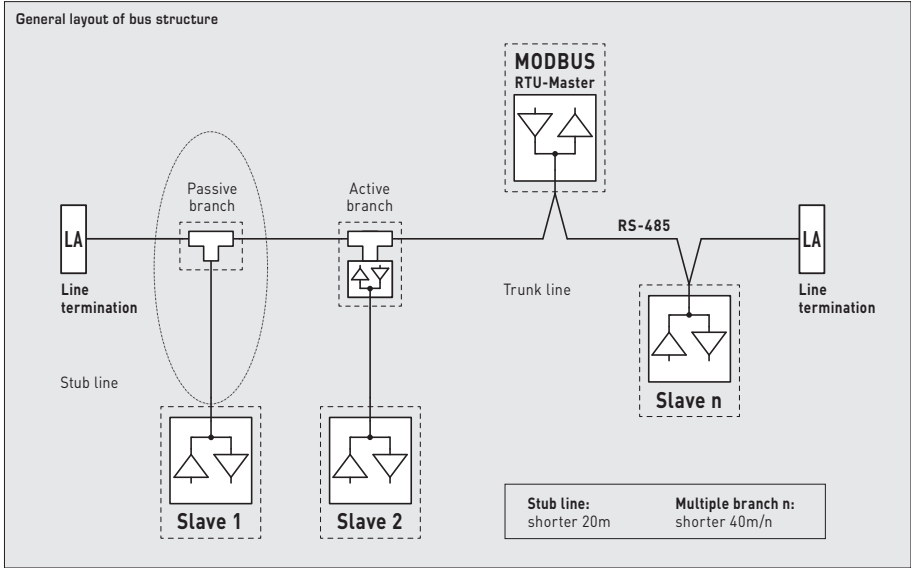 General layout of bus structure
MODBUS
RTU-Master
Passive
branch
Active
branch
LA
RS-485
LA
Line
termination
Trunk line
Line
termination
Stub line
Slave n
Slave 1
Slave 2
Stub line:
shorter 20m
Multiple branch n:
shorter 40m/n